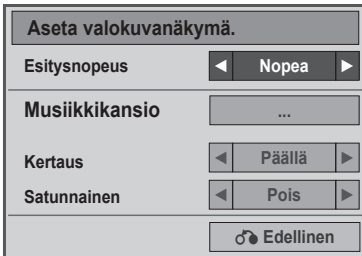 Aseta valokuvanäkymä.
Esitysnopeus ◄ Nopea ►
Musiikkikansio ...
Kertaus ◄ Päällä ►
Satunnainen ◄ Pois ►
Edellinen